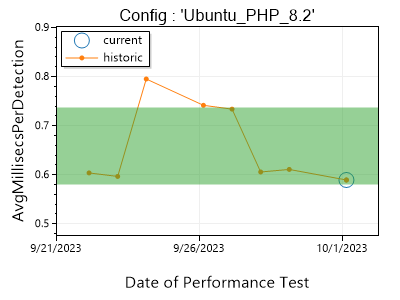 Config : 'Ubuntu_PHP_8.2'
current
historic
AvgMillisecsPerDetection
0.9
0.8
0.7
0.6
0.5
9/21/2023
9/26/2023
10/1/2023
Date of Performance Test